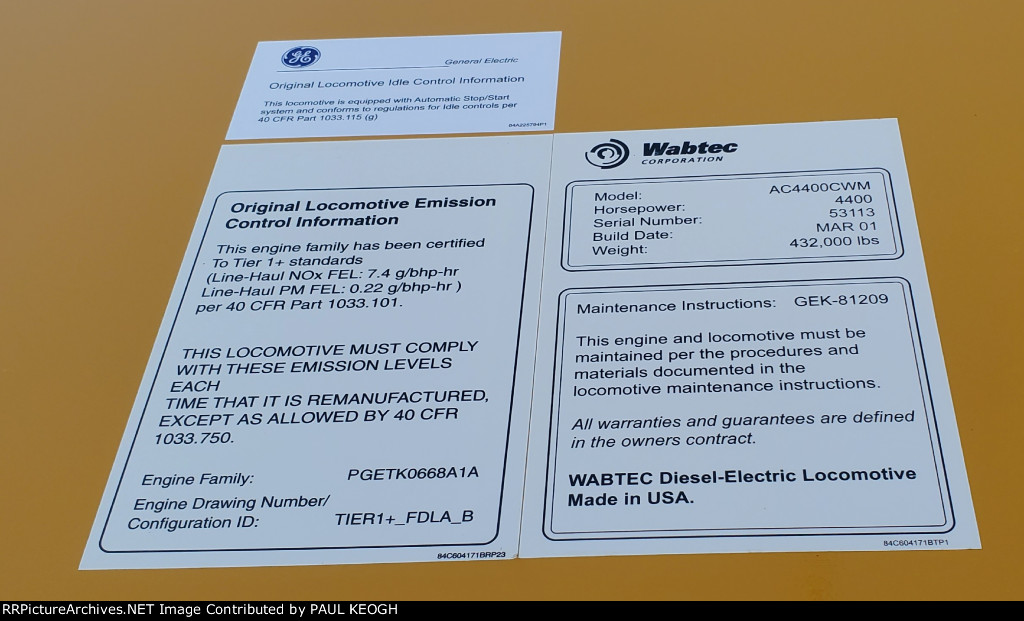 GE
General Electric
Original Locomotive Idle Control Information
This locomotive is equipped with Automatic Stop/Start
system and conforms to regulations for Idle controls per
40 CFR Part 1033.115 (g)
84A225784P1
Original Locomotive Emission
Control Information
This engine family has been certified
To Tier 1+ standards
(Line-Haul NOx FEL: 7.4 g/bhp-hr
Line-Haul PM FEL: 0.22 g/bhp-hr )
per 40 CFR Part 1033.101.
THIS LOCOMOTIVE MUST COMPLY
WITH THESE EMISSION LEVELS
EACH
TIME THAT IT IS REMANUFACTURED,
EXCEPT AS ALLOWED BY 40 CFR
1033.750.
Engine Family: PGETK0668A1A
Engine Drawing Number/
Configuration ID: TIER1+_FDLA_B
84C604171BRP23
Wabtec
CORPORATION
Model: AC4400CWM
Horsepower: 4400
Serial Number: 53113
Build Date: MAR 01
Weight: 432,000 lbs
Maintenance Instructions: GEK-81209
This engine and locomotive must be
maintained per the procedures and
materials documented in the
locomotive maintenance instructions.
All warranties and guarantees are defined
in the owners contract.
WABTEC Diesel-Electric Locomotive
Made in USA.
84C604171BTP1
RRPictureArchives.NET Image Contributed by PAUL KEOGH